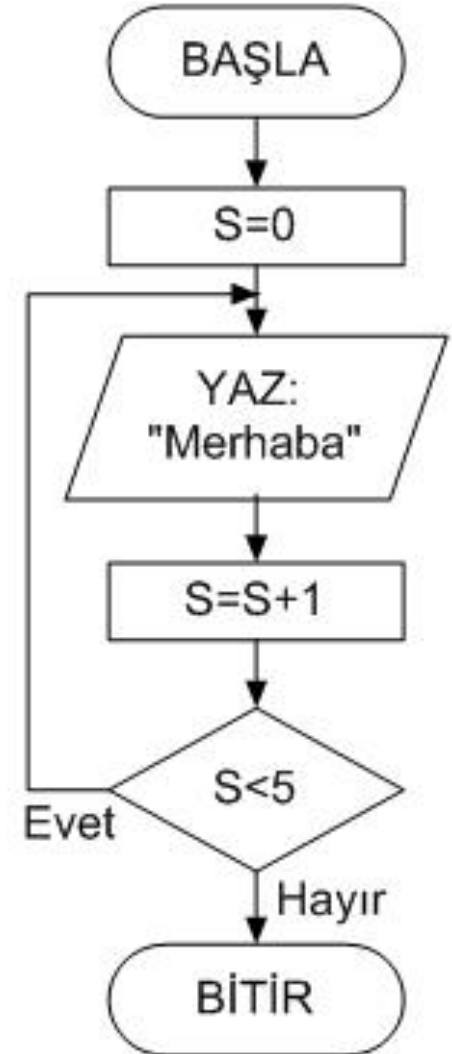 BAŞLA
S=0
YAZ:
"Merhaba"
S=S+1
S<5
Evet
Hayır
BİTİR